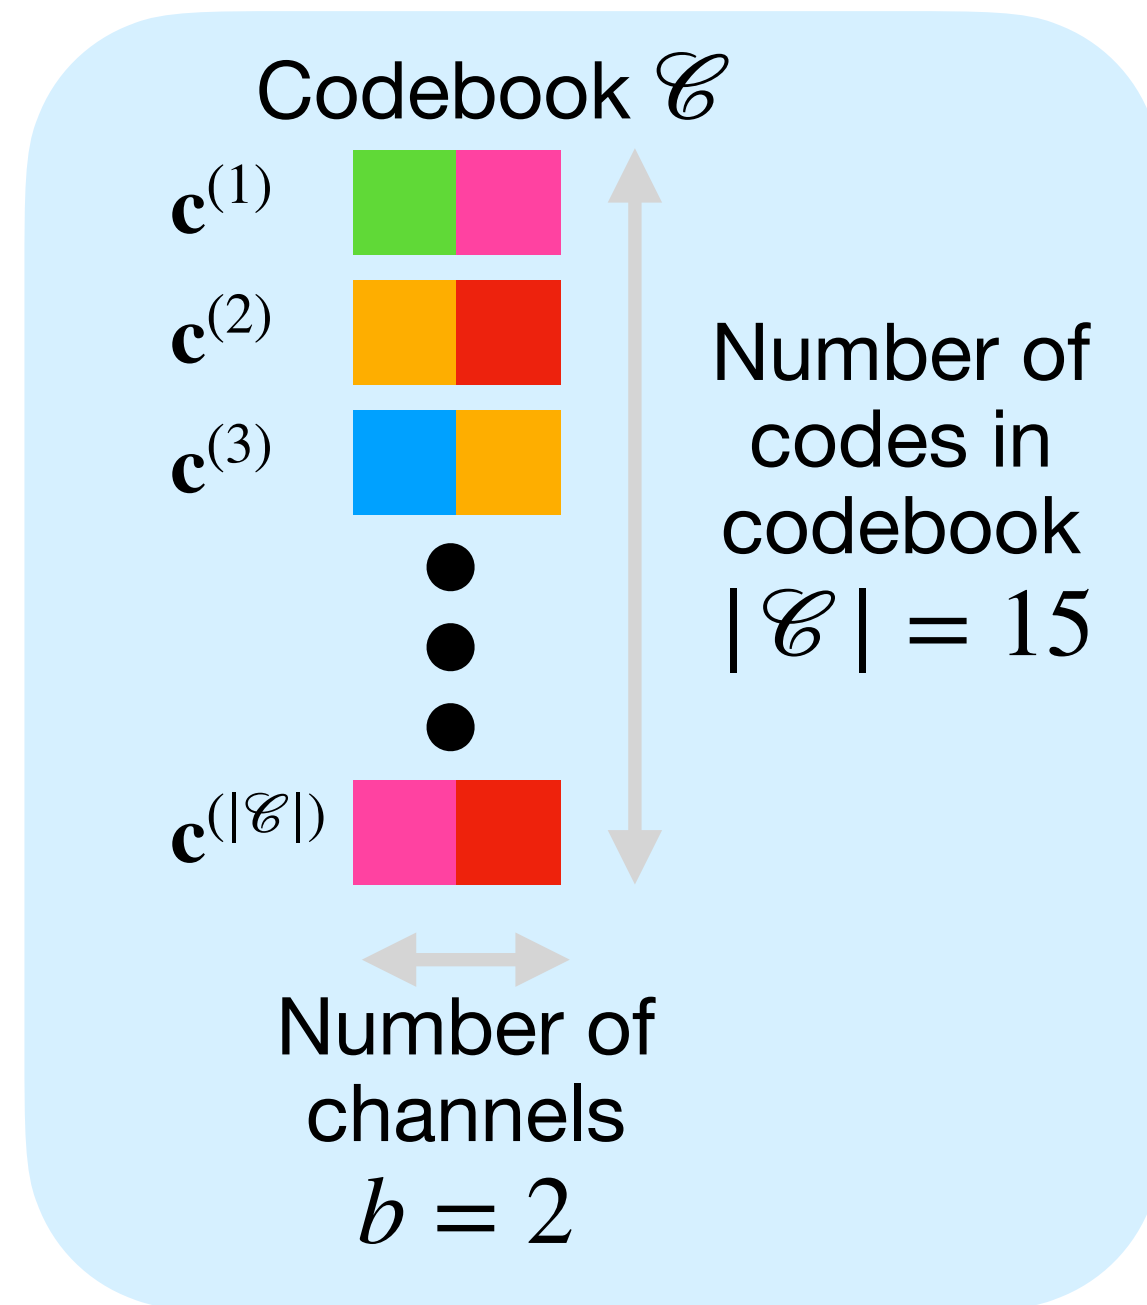 Codebook 𝒞
c⁽¹⁾
c⁽²⁾
c⁽³⁾
c⁽|𝒞|⁾
Number of
codes in
codebook
|𝒞| = 15
Number of
channels
b = 2